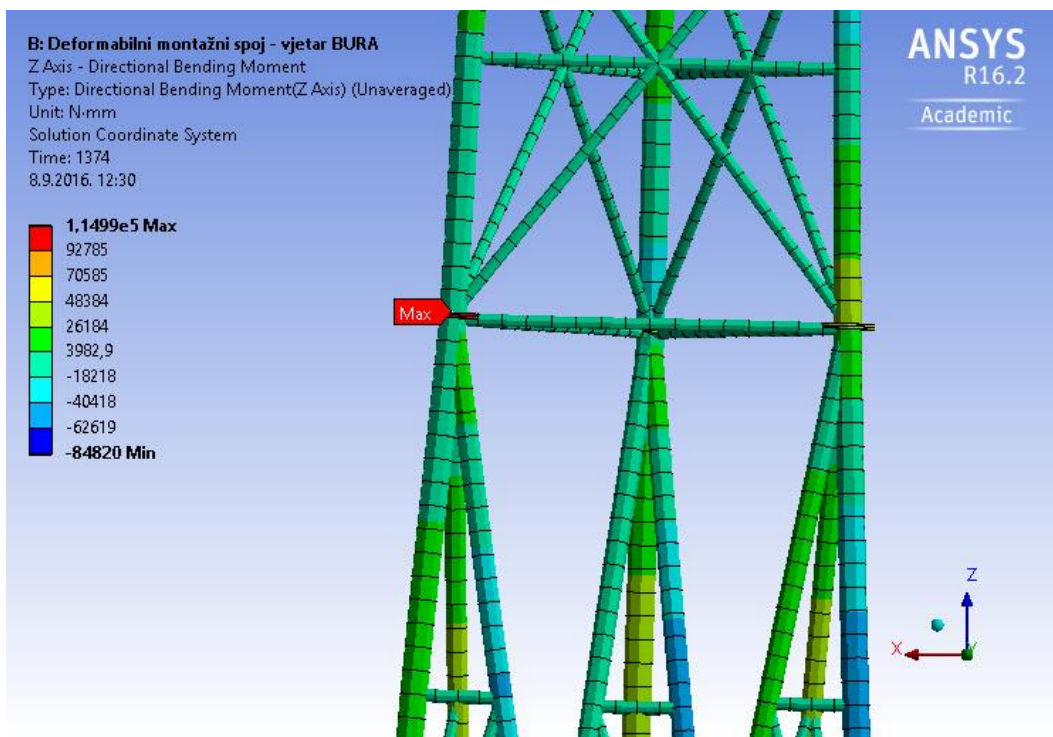 B: Deformabilni montažni spoj - vjetar BURA
Z Axis - Directional Bending Moment
Type: Directional Bending Moment(Z Axis) (Unaveraged)
Unit: N·mm
Solution Coordinate System
Time: 1374
8.9.2016. 12:30
ANSYS
R16.2
Academic
1,1499e5 Max
92785
70585
48384
26184
3982,9
-18218
-40418
-62619
-84820 Min
Max
Z
X
Y